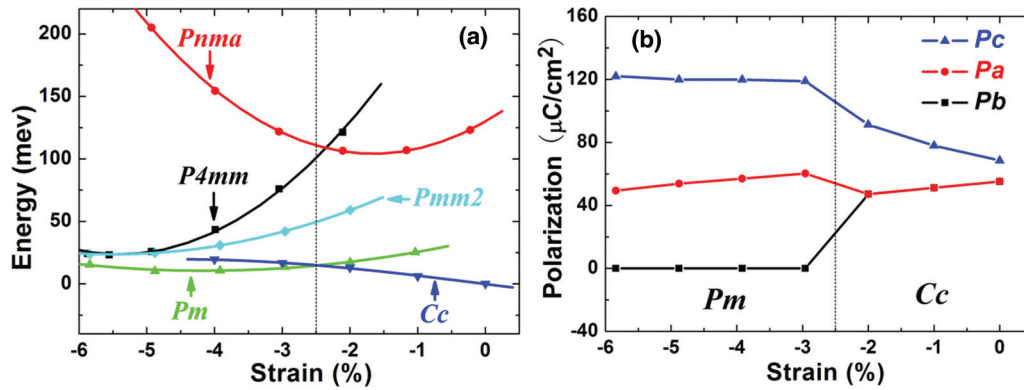 (a)
Pnma
P4mm
Pmm2
Pm
Cc
Energy (mev)
200
150
100
50
0
-6 -5 -4 -3 -2 -1 0
Strain (%)
(b)
Pc
Pa
Pb
Pm
Cc
Polarization (μC/cm²)
160
120
80
40
0
-40
-6 -5 -4 -3 -2 -1 0
Strain (%)